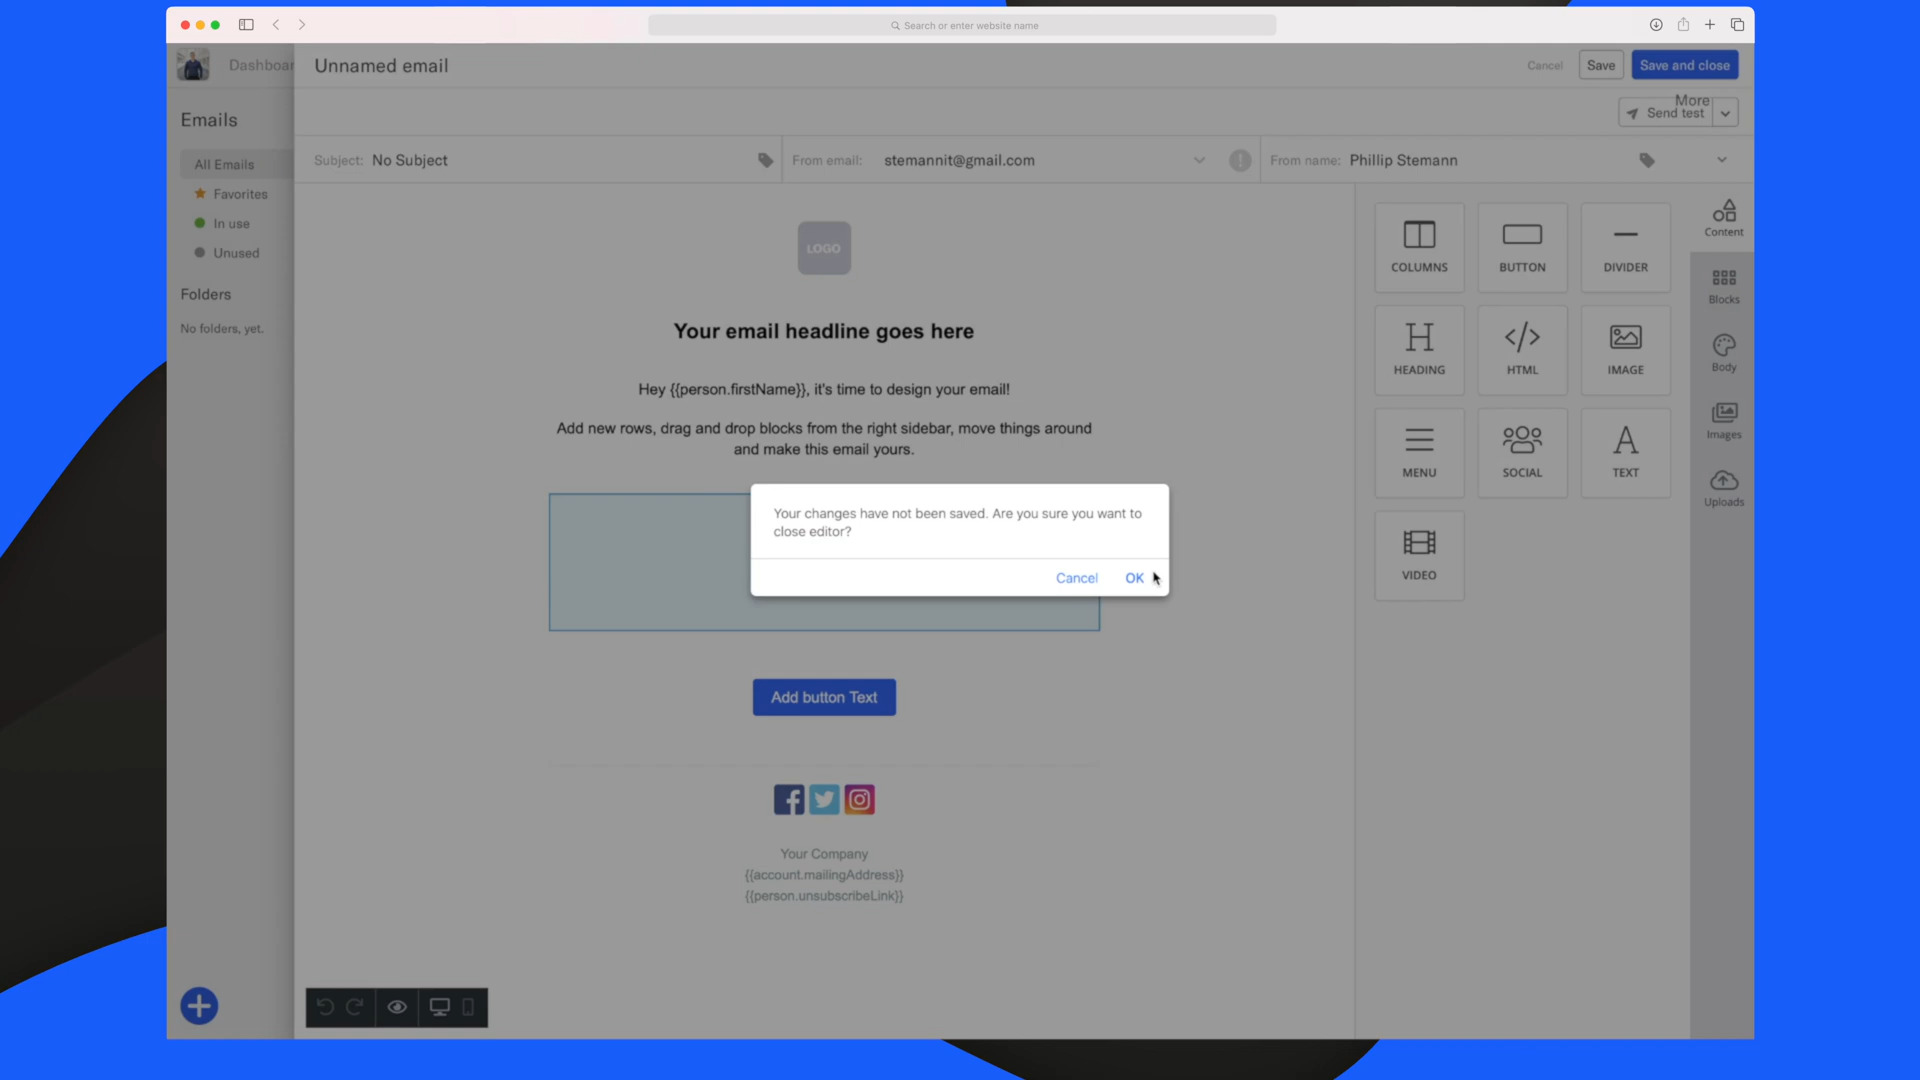 Search or enter website name
Dashboar
Unnamed email
Cancel
Save
Save and close
More
Send test
Emails
All Emails
Favorites
In use
Unused
Folders
No folders, yet.
Subject: No Subject
From email: stemannit@gmail.com
From name: Phillip Stemann
LOGO
Your email headline goes here
Hey {{person.firstName}}, it's time to design your email!
Add new rows, drag and drop blocks from the right sidebar, move things around
and make this email yours.
Your changes have not been saved. Are you sure you want to
close editor?
Cancel
OK
Add button Text
Your Company
{{account.mailingAddress}}
{{person.unsubscribeLink}}
COLUMNS
BUTTON
DIVIDER
HEADING
HTML
IMAGE
MENU
SOCIAL
TEXT
VIDEO
Content
Blocks
Body
Images
Uploads